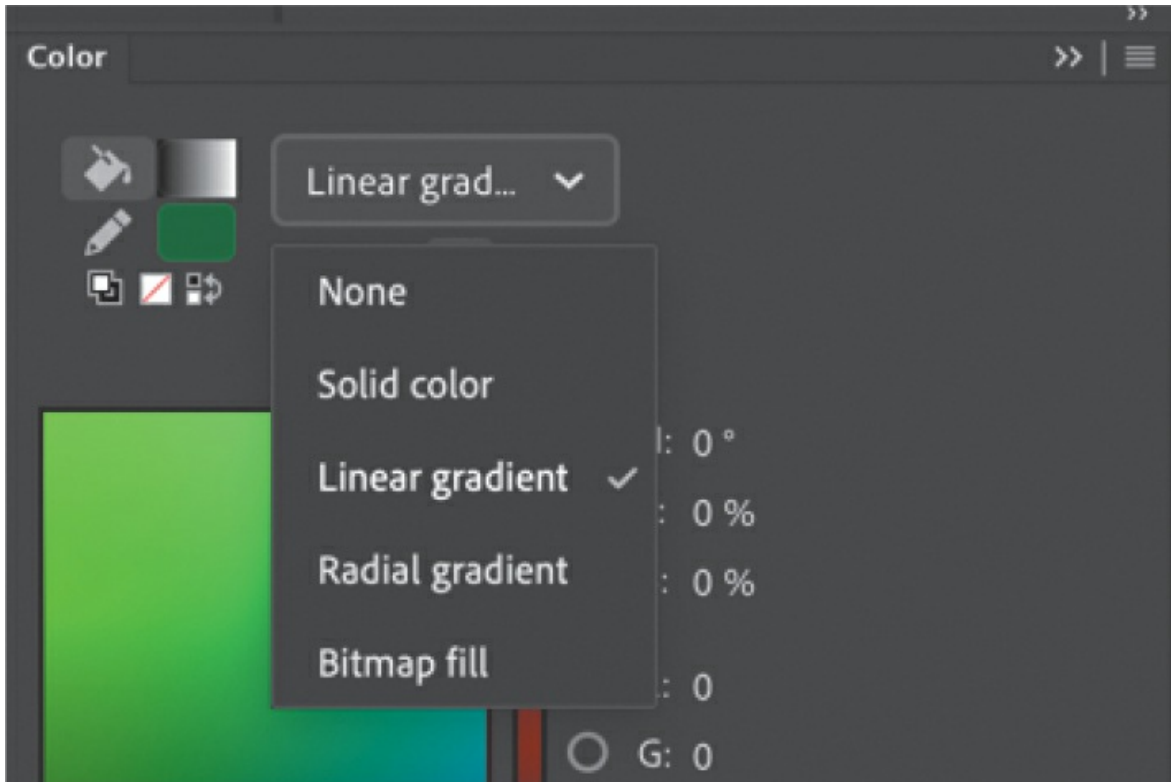 Color
Linear grad...
None
Solid color
Linear gradient
Radial gradient
Bitmap fill
: 0 °
: 0 %
: 0 %
: 0
G: 0